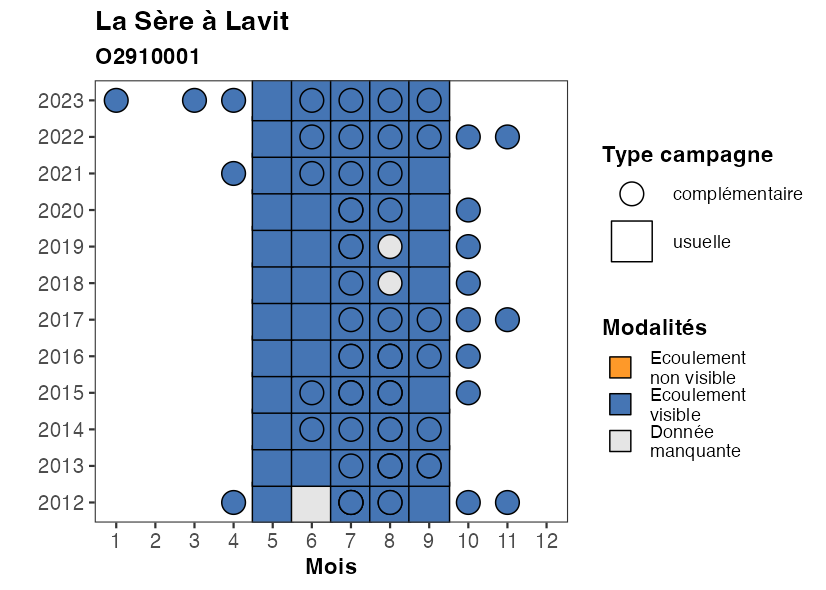 La Sère à Lavit
O2910001
2023
2022
2021
2020
2019
2018
2017
2016
2015
2014
2013
2012
1 2 3 4 5 6 7 8 9 10 11 12
Mois
Type campagne
complémentaire
usuelle
Modalités
Ecoulement
non visible
Ecoulement
visible
Donnée
manquante